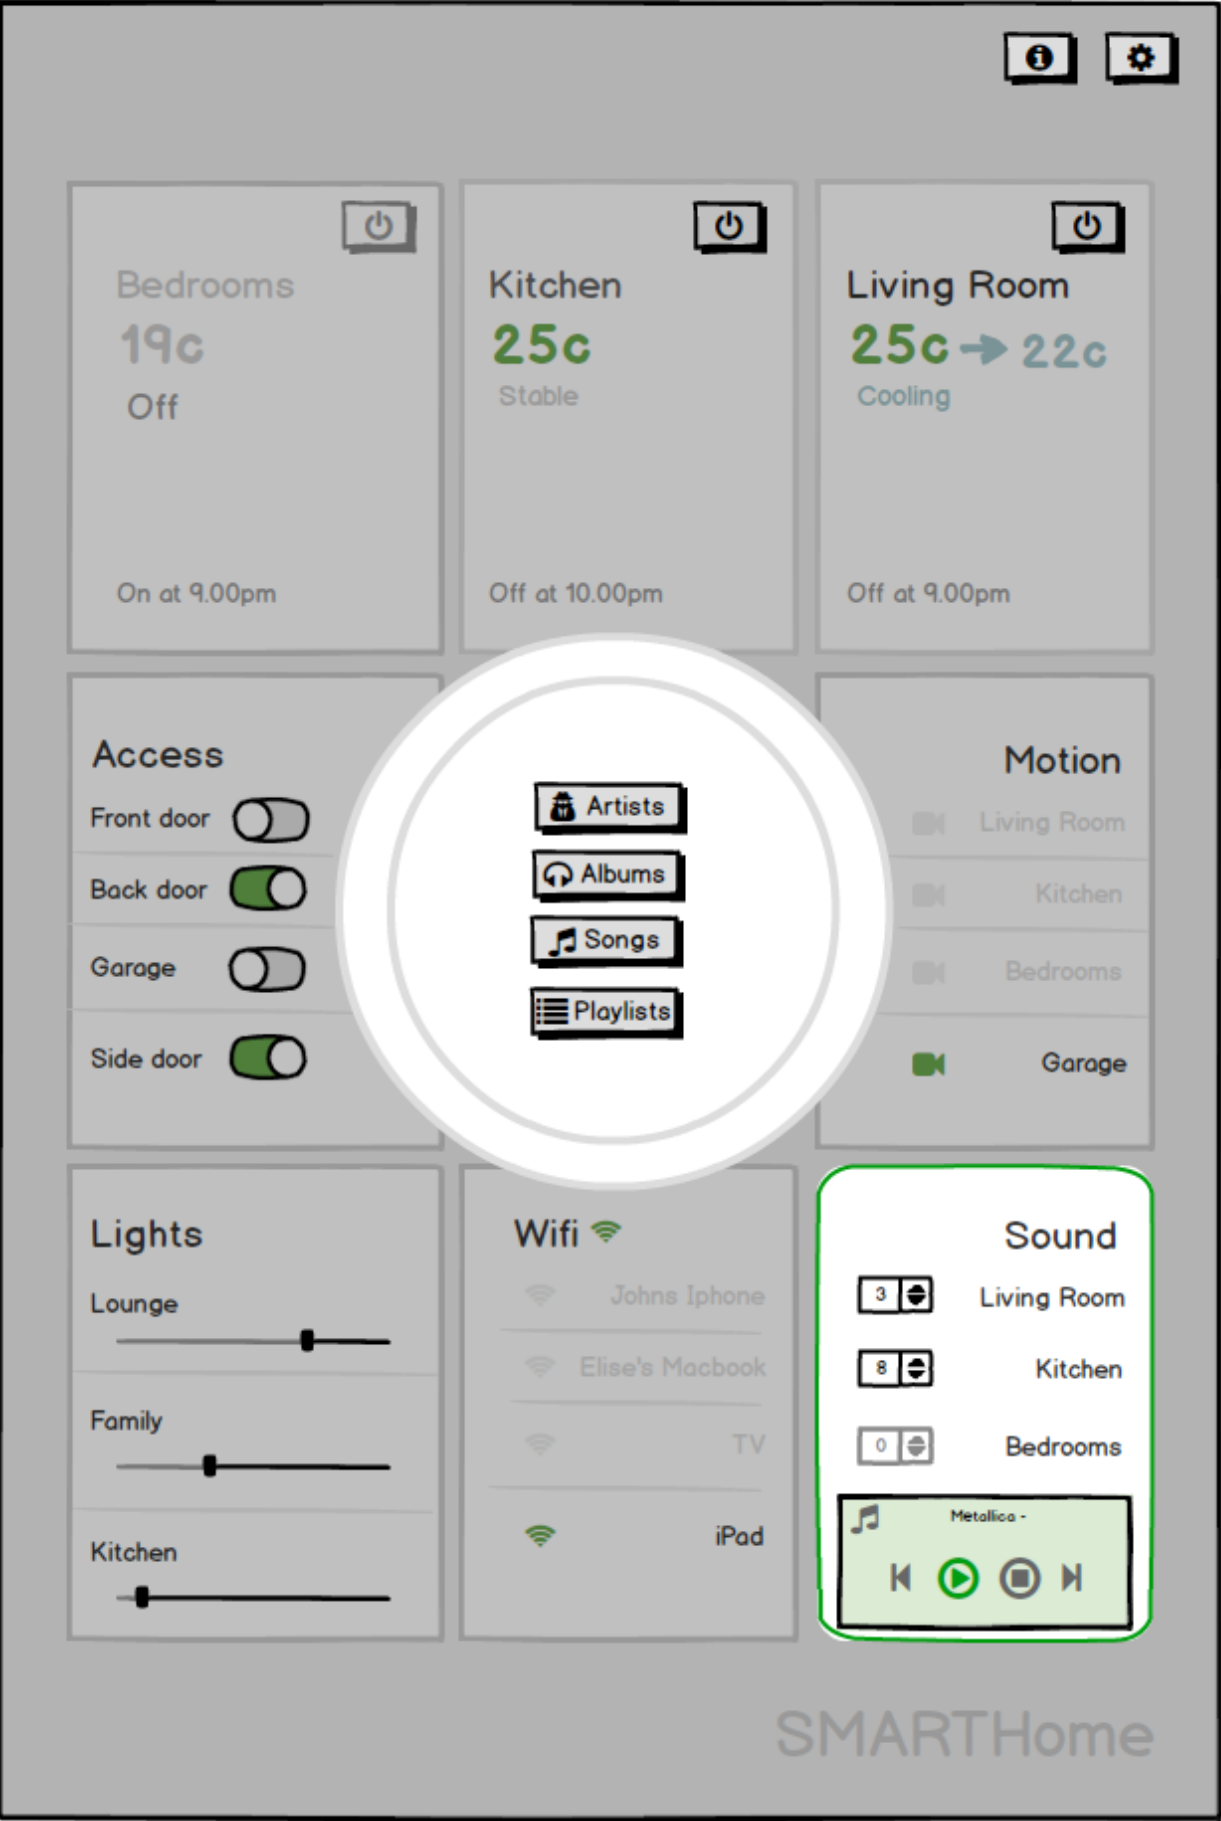 Bedrooms
19c
Off
On at 9.00pm
Kitchen
25c
Stable
Off at 10.00pm
Living Room
25c 22c
Cooling
Off at 9.00pm
Access
Front door
Back door
Garage
Side door
Artists
Albums
Songs
Playlists
Motion
Living Room
Kitchen
Bedrooms
Garage
Lights
Lounge
Family
Kitchen
Wifi
Johns Iphone
Elise's Macbook
TV
iPad
Sound
3 Living Room
8 Kitchen
0 Bedrooms
Metallica -
SMARTHome